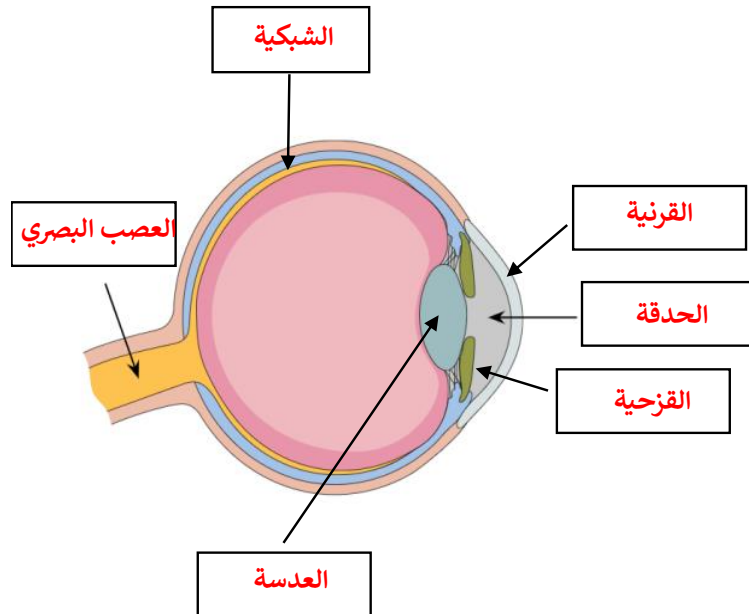 الشبكية
القرنية
العصب البصري
الحدقة
القزحية
العدسة